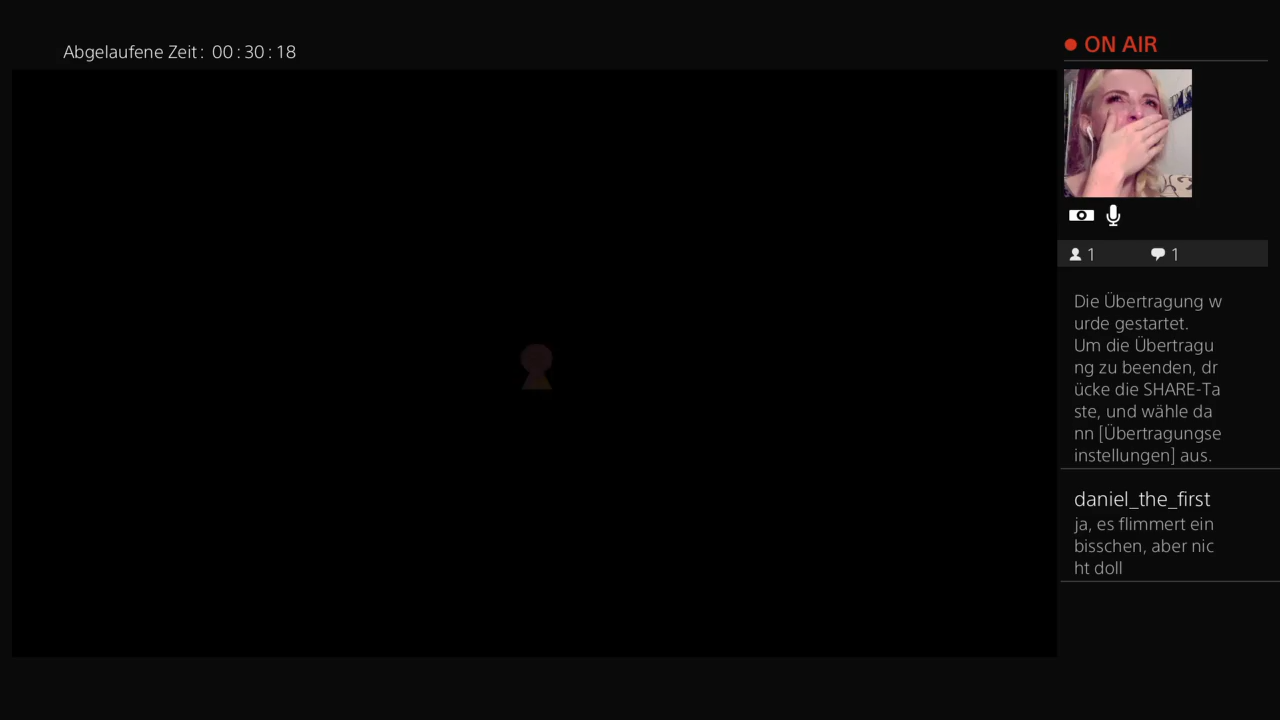 Abgelaufene Zeit: 00:30:18
ON AIR
1 1
Die Übertragung w
urde gestartet.
Um die Übertragu
ng zu beenden, dr
ücke die SHARE-Ta
ste, und wähle da
nn [Übertragungse
instellungen] aus.
daniel_the_first
ja, es flimmert ein
bisschen, aber nic
ht doll